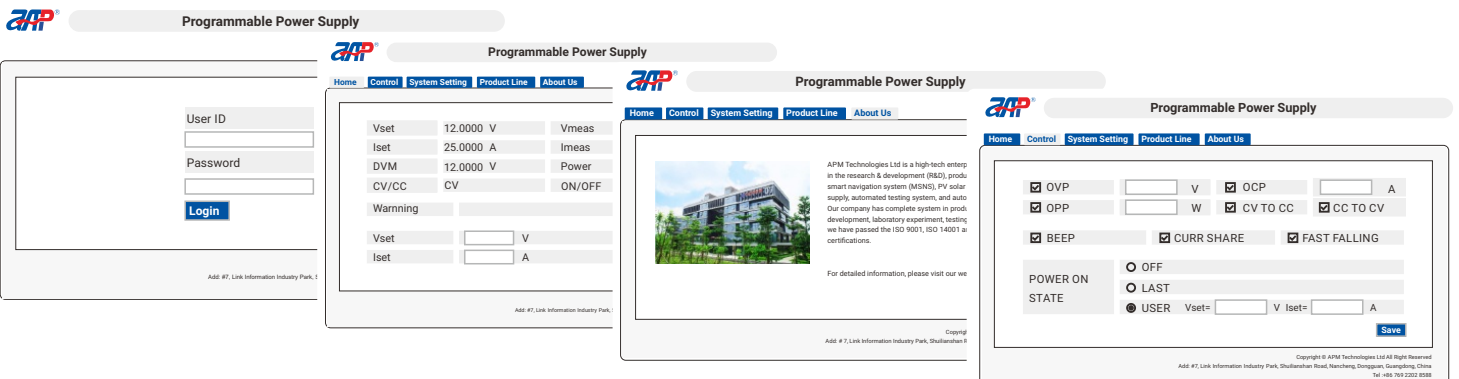 APM®
Programmable Power Supply
User ID
Password
Login
Add: #7, Link Information Industry Park,
APM®
Programmable Power Supply
Home Control System Setting Product Line About Us
Vset 12.0000 V Vmeas
Iset 25.0000 A Imeas
DVM 12.0000 V Power
CV/CC CV ON/OFF
Warnning
Vset V
Iset A
Add: #7, Link Information Industry Park,
APM®
Programmable Power Supply
Home Control System Setting Product Line About Us
APM Technologies Ltd is a high-tech enterp
in the research & development (R&D), produ
smart navigation system (MSNS), PV solar
supply, automated testing system, and auto
Our company has complete system in produ
development, laboratory experiment, testing
we have passed the ISO 9001, ISO 14001 a
certifications.
For detailed information, please visit our we
Copyrigh
Add: # 7, Link Information Industry Park, Shuilianshan R
APM®
Programmable Power Supply
Home Control System Setting Product Line About Us
OVP V OCP A
OPP W CV TO CC CC TO CV
BEEP CURR SHARE FAST FALLING
POWER ON STATE
OFF
LAST
USER Vset= V Iset= A
Save
Copyright © APM Technologies Ltd All Right Reserved
Add: #7, Link Information Industry Park, Shuilianshan Road, Nancheng, Dongguan, Guangdong, China
Tel :+86 769 2202 8588